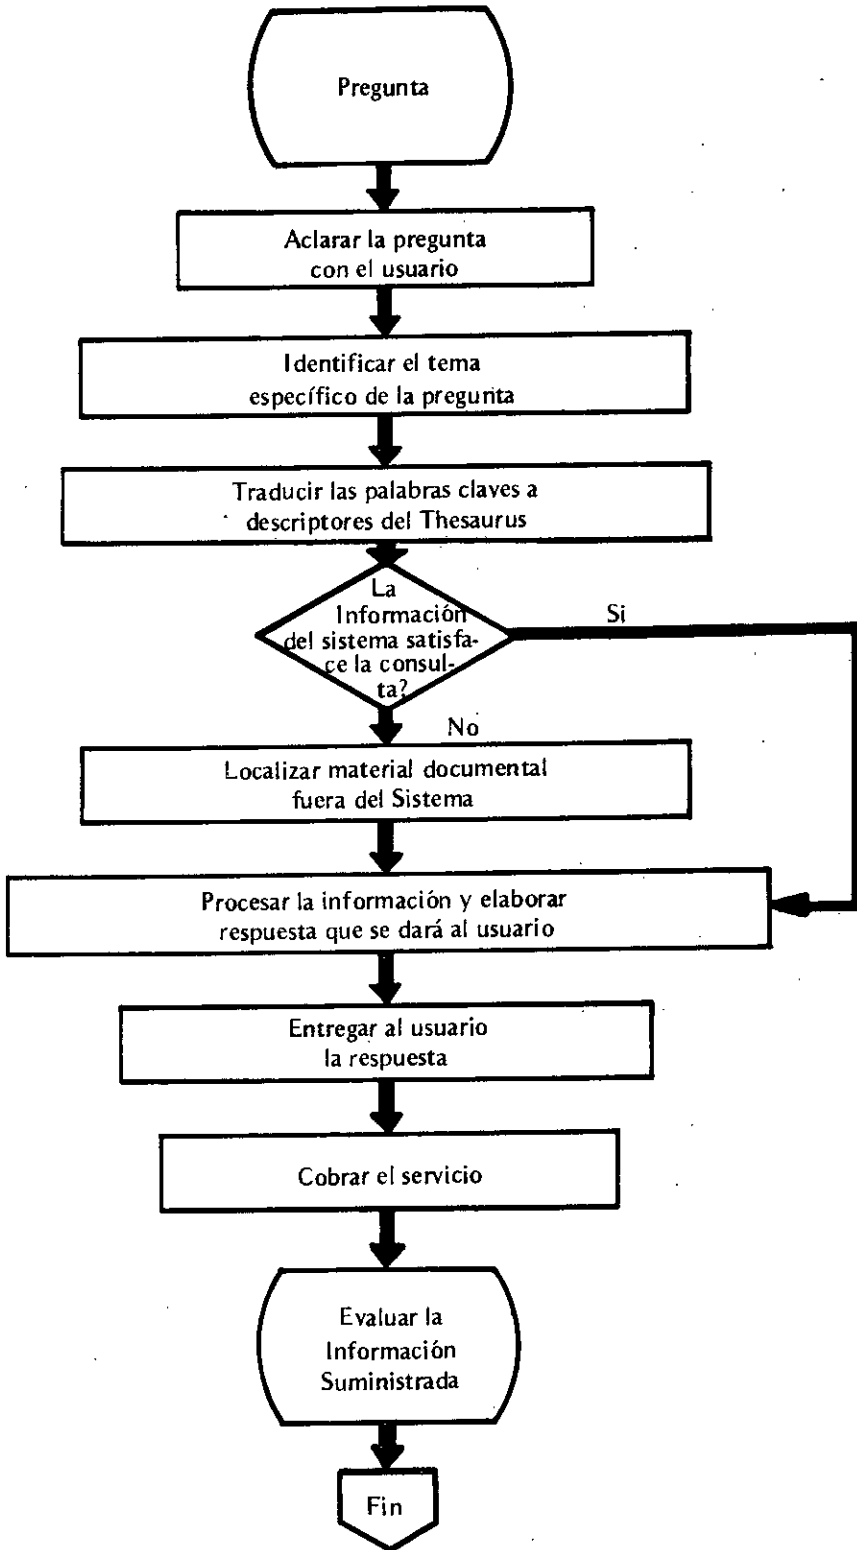 Pregunta
Aclarar la pregunta
con el usuario
Identificar el tema
específico de la pregunta
Traducir las palabras claves a
descriptores del Thesaurus
La
Información
del sistema satisfa-
ce la consul-
ta?
Si
No
Localizar material documental
fuera del Sistema
Procesar la información y elaborar
respuesta que se dará al usuario
Entregar al usuario
la respuesta
Cobrar el servicio
Evaluar la
Información
Suministrada
Fin